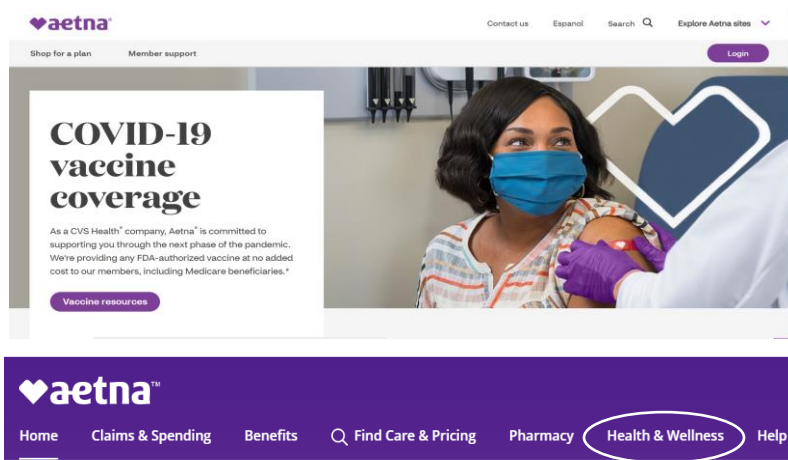 aetna®
Contact us Espanol Search Explore Aetna sites
Shop for a plan Member support Login
COVID-19
vaccine
coverage
As a CVS Health® company, Aetna® is committed to
supporting you through the next phase of the pandemic.
We're providing any FDA-authorized vaccine at no added
cost to our members, including Medicare beneficiaries.*
Vaccine resources
aetna™
Home Claims & Spending Benefits Find Care & Pricing Pharmacy Health & Wellness Help